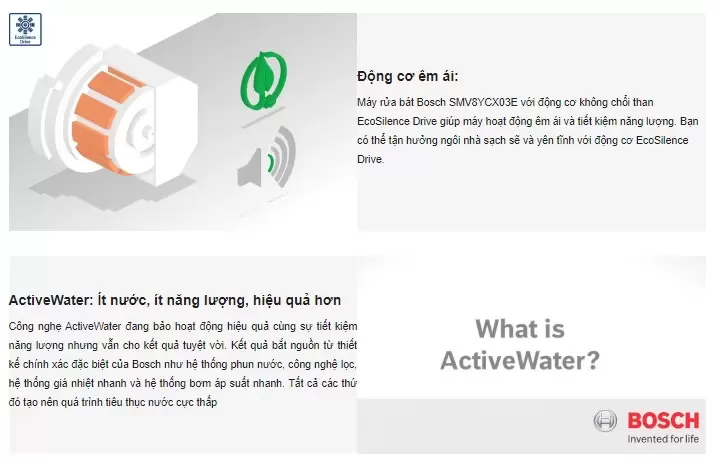 EcoSilence
Drive
Động cơ êm ái:
Máy rửa bát Bosch SMV8YCX03E với động cơ không chổi than
EcoSilence Drive giúp máy hoạt động êm ái và tiết kiệm năng lượng. Bạn
có thể tận hưởng ngôi nhà sạch sẽ và yên tĩnh với động cơ EcoSilence
Drive.
ActiveWater: Ít nước, ít năng lượng, hiệu quả hơn
Công nghẹ ActiveWater đang bảo hoạt động hiệu quả cùng sự tiết kiệm
năng lượng nhưng vẫn cho kết quả tuyệt vời. Kết quả bắt nguồn từ thiết
kế chính xác đặc biệt của Bosch như hệ thống phun nước, công nghệ lọc,
hệ thống giá nhiệt nhanh và hệ thống bơm áp suất nhanh. Tất cả các thứ
đó tạo nên quá trình tiêu thục nước cực thấp
What is
ActiveWater?
BOSCH
Invented for life